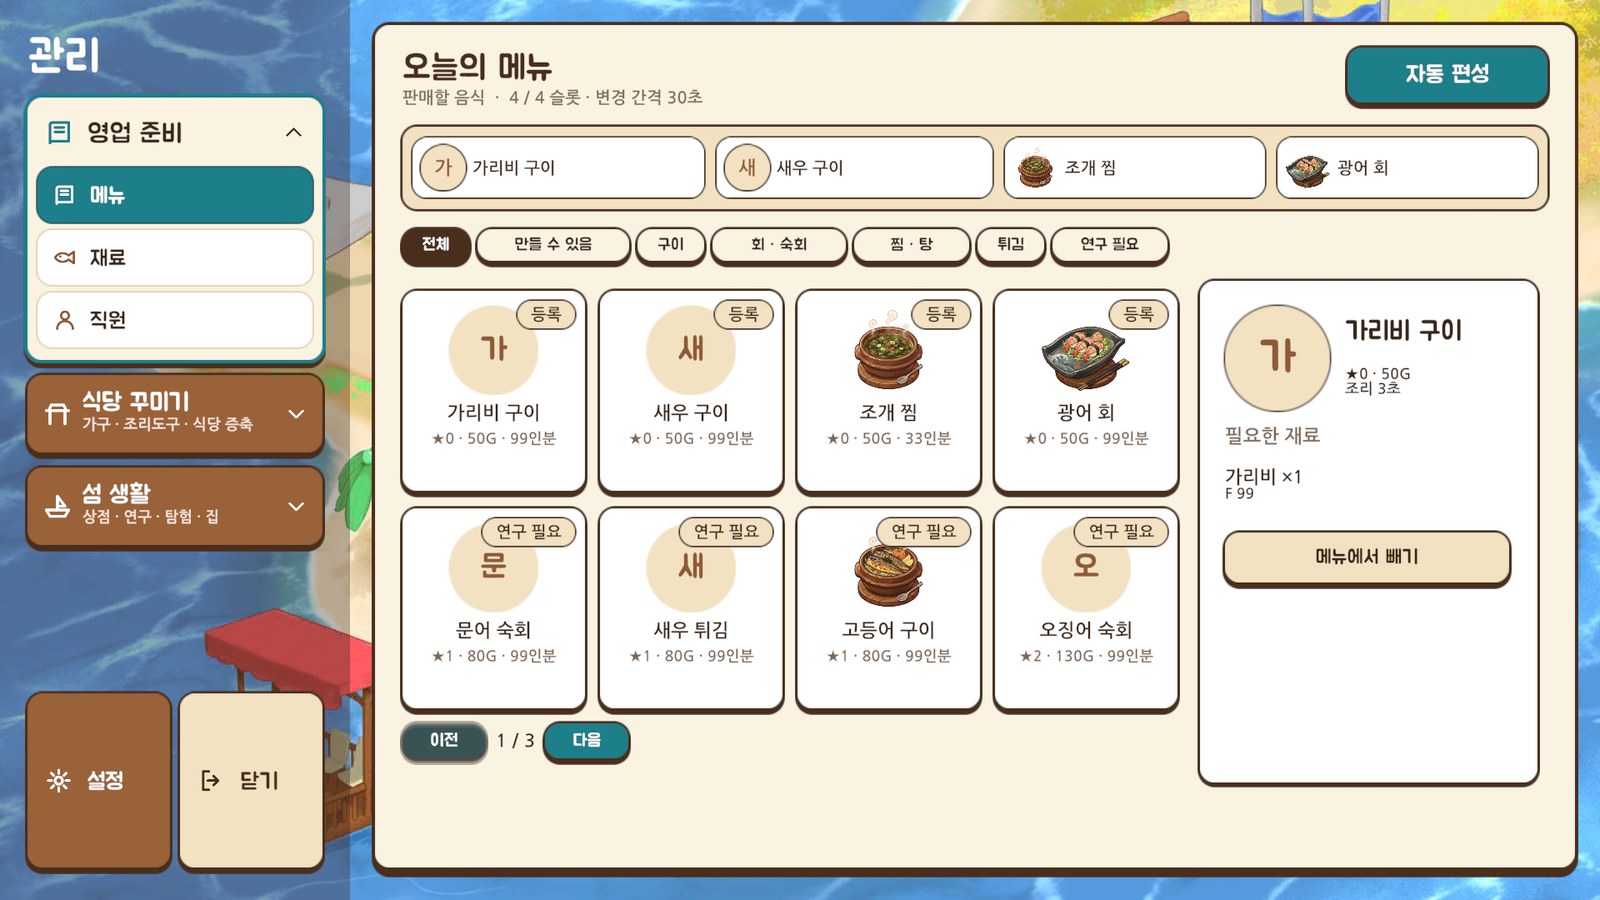 관리
영업 준비
메뉴
재료
직원
식당 꾸미기
가구 · 조리도구 · 식당 증축
섬 생활
상점 · 연구 · 탐험 · 집
설정
닫기
오늘의 메뉴
판매할 음식 · 4 / 4 슬롯 · 변경 간격 30초
자동 편성
가 가리비 구이
새 새우 구이
조개 찜
광어 회
전체
만들 수 있음
구이
회 · 숙회
찜 · 탕
튀김
연구 필요
등록
가
가리비 구이
★0 · 50G · 99인분
등록
새
새우 구이
★0 · 50G · 99인분
등록
조개 찜
★0 · 50G · 33인분
등록
광어 회
★0 · 50G · 99인분
연구 필요
문
문어 숙회
★1 · 80G · 99인분
연구 필요
새
새우 튀김
★1 · 80G · 99인분
연구 필요
고등어 구이
★1 · 80G · 99인분
연구 필요
오
오징어 숙회
★2 · 130G · 99인분
이전
1 / 3
다음
가
가리비 구이
★0 · 50G
조리 3초
필요한 재료
가리비 ×1
F 99
메뉴에서 빼기